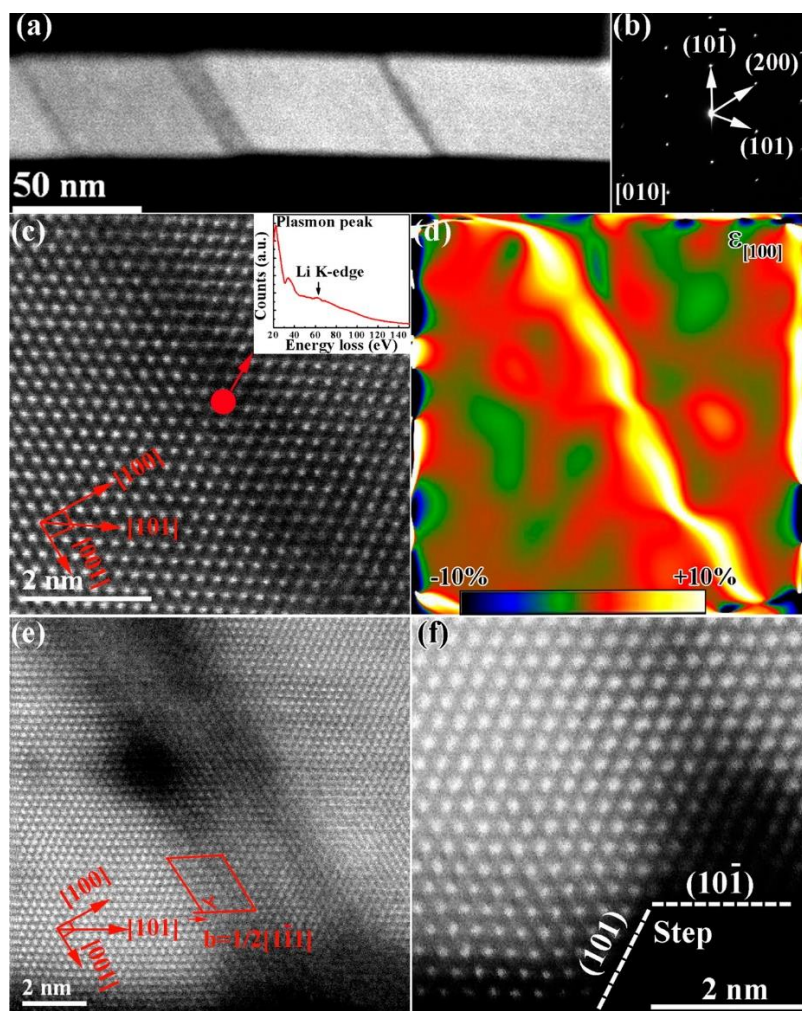 (a)
50 nm
(b)
(101̄)
(200)
(101)
[010]
(c)
Plasmon peak
Li K-edge
Counts (a.u.)
20 40 60 80 100 120 140
Energy loss (eV)
[100]
[101]
[001]
2 nm
(d)
ε[100]
-10%
+10%
(e)
[100]
[101]
[001]
b=1/2[11̄1]
2 nm
(f)
(101̄)
(101)
Step
2 nm